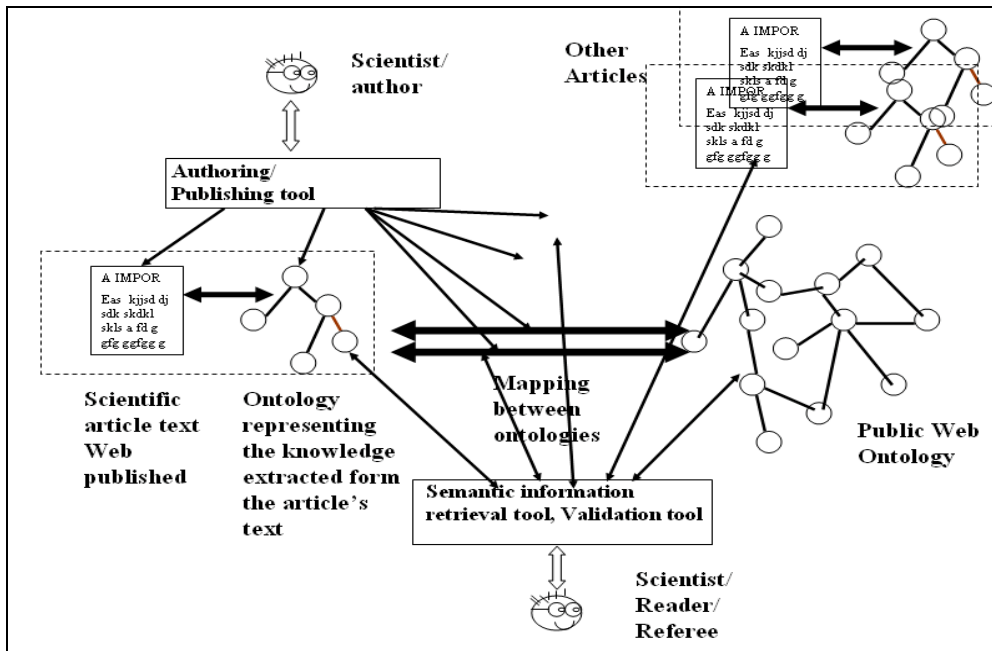 Scientist/
author
Other
Articles
A IMPOR
Eas kjjsd dj
sdk skdkl
skls a fd g
gfg ggfggg g
A IMPOR
Eas kjjsd dj
sdk skdkl
skls a fd g
gfg ggfggg g
Authoring/
Publishing tool
A IMPOR
Eas kjjsd dj
sdk skdkl
skls a fd g
gfg ggfggg g
Scientific
article text
Web
published
Ontology
representing
the knowledge
extracted form
the article's
text
Mapping
between
ontologies
Public Web
Ontology
Semantic information
retrieval tool, Validation tool
Scientist/
Reader/
Referee